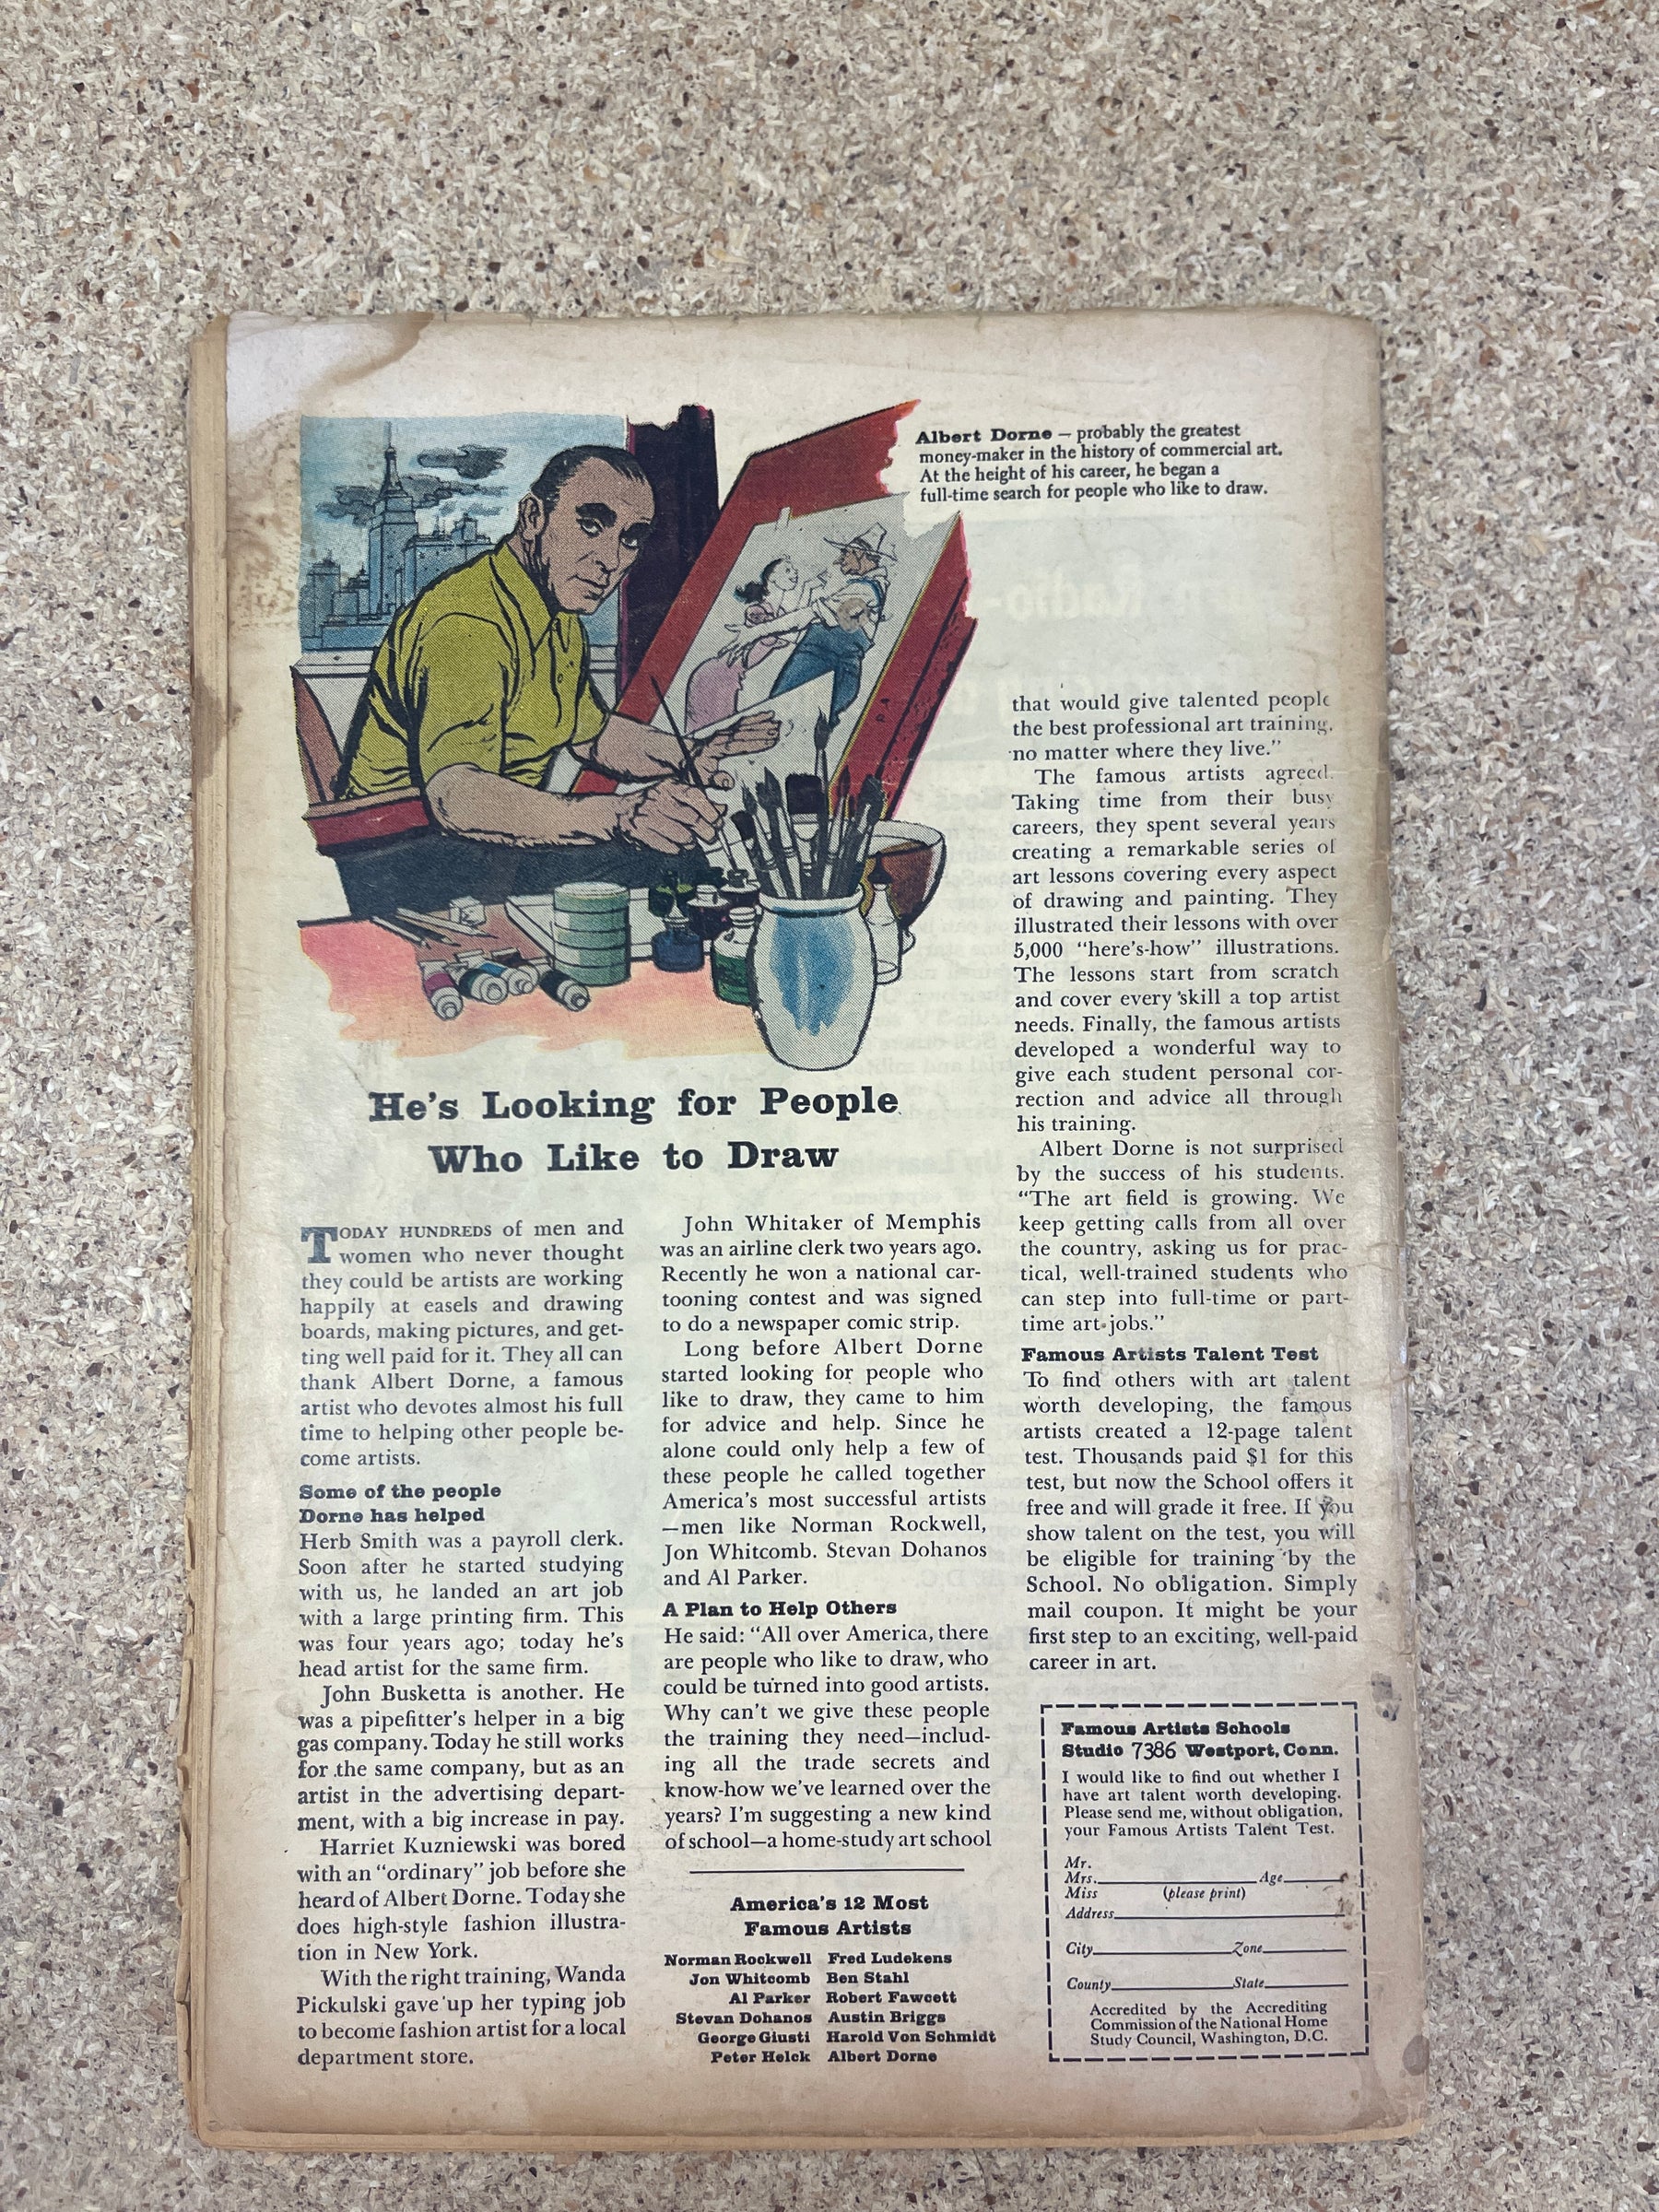 Albert Dorne – probably the greatest
money-maker in the history of commercial art.
At the height of his career, he began a
full-time search for people who like to draw.
He's Looking for People
Who Like to Draw
TODAY HUNDREDS of men and
women who never thought
they could be artists are working
happily at easels and drawing
boards, making pictures, and get-
ting well paid for it. They all can
thank Albert Dorne, a famous
artist who devotes almost his full
time to helping other people be-
come artists.
Some of the people
Dorne has helped
Herb Smith was a payroll clerk.
Soon after he started studying
with us, he landed an art job
with a large printing firm. This
was four years ago; today he's
head artist for the same firm.
John Busketta is another. He
was a pipefitter's helper in a big
gas company. Today he still works
for the same company, but as an
artist in the advertising depart-
ment, with a big increase in pay.
Harriet Kuzniewski was bored
with an "ordinary" job before she
heard of Albert Dorne. Today she
does high-style fashion illustra-
tion in New York.
With the right training, Wanda
Pickulski gave up her typing job
to become fashion artist for a local
department store.
John Whitaker of Memphis
was an airline clerk two years ago.
Recently he won a national car-
tooning contest and was signed
to do a newspaper comic strip.
Long before Albert Dorne
started looking for people who
like to draw, they came to him
for advice and help. Since he
alone could only help a few of
these people he called together
America's most successful artists
—men like Norman Rockwell,
Jon Whitcomb. Stevan Dohanos
and Al Parker.
A Plan to Help Others
He said: "All over America, there
are people who like to draw, who
could be turned into good artists.
Why can't we give these people
the training they need—includ-
ing all the trade secrets and
know-how we've learned over the
years? I'm suggesting a new kind
of school—a home-study art school
America's 12 Most
Famous Artists
Norman Rockwell Fred Ludekens
Jon Whitcomb Ben Stahl
Al Parker Robert Fawcett
Stevan Dohanos Austin Briggs
George Giusti Harold Von Schmidt
Peter Helck Albert Dorne
that would give talented people
the best professional art training,
no matter where they live."
The famous artists agreed.
Taking time from their busy
careers, they spent several years
creating a remarkable series of
art lessons covering every aspect
of drawing and painting. They
illustrated their lessons with over
5,000 "here's-how" illustrations.
The lessons start from scratch
and cover every skill a top artist
needs. Finally, the famous artists
developed a wonderful way to
give each student personal cor-
rection and advice all through
his training.
Albert Dorne is not surprised
by the success of his students.
"The art field is growing. We
keep getting calls from all over
the country, asking us for prac-
tical, well-trained students who
can step into full-time or part-
time art jobs."
Famous Artists Talent Test
To find others with art talent
worth developing, the famous
artists created a 12-page talent
test. Thousands paid $1 for this
test, but now the School offers it
free and will grade it free. If you
show talent on the test, you will
be eligible for training by the
School. No obligation. Simply
mail coupon. It might be your
first step to an exciting, well-paid
career in art.
Famous Artists Schools
Studio 7386 Westport, Conn.
I would like to find out whether I
have art talent worth developing.
Please send me, without obligation,
your Famous Artists Talent Test.
Mr.
Mrs. Age
Miss (please print)
Address
City Zone
County State
Accredited by the Accrediting
Commission of the National Home
Study Council, Washington, D.C.